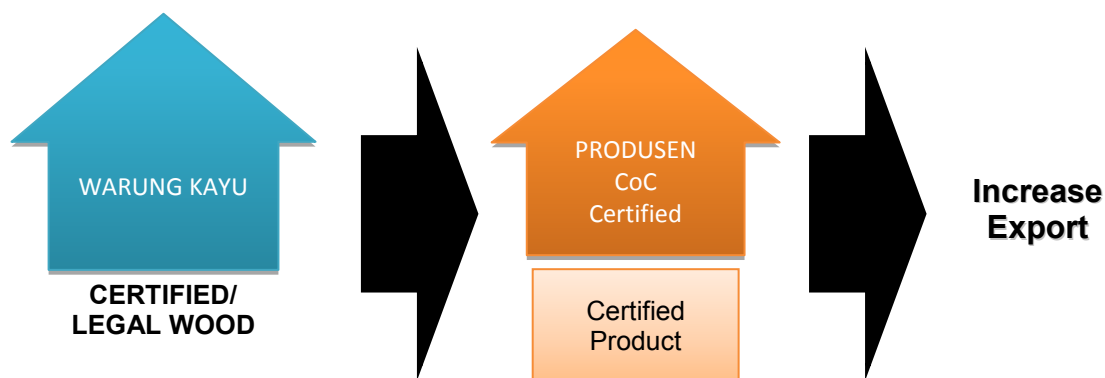 WARUNG KAYU
CERTIFIED/
LEGAL WOOD
PRODUSEN
CoC
Certified
Certified
Product
Increase
Export